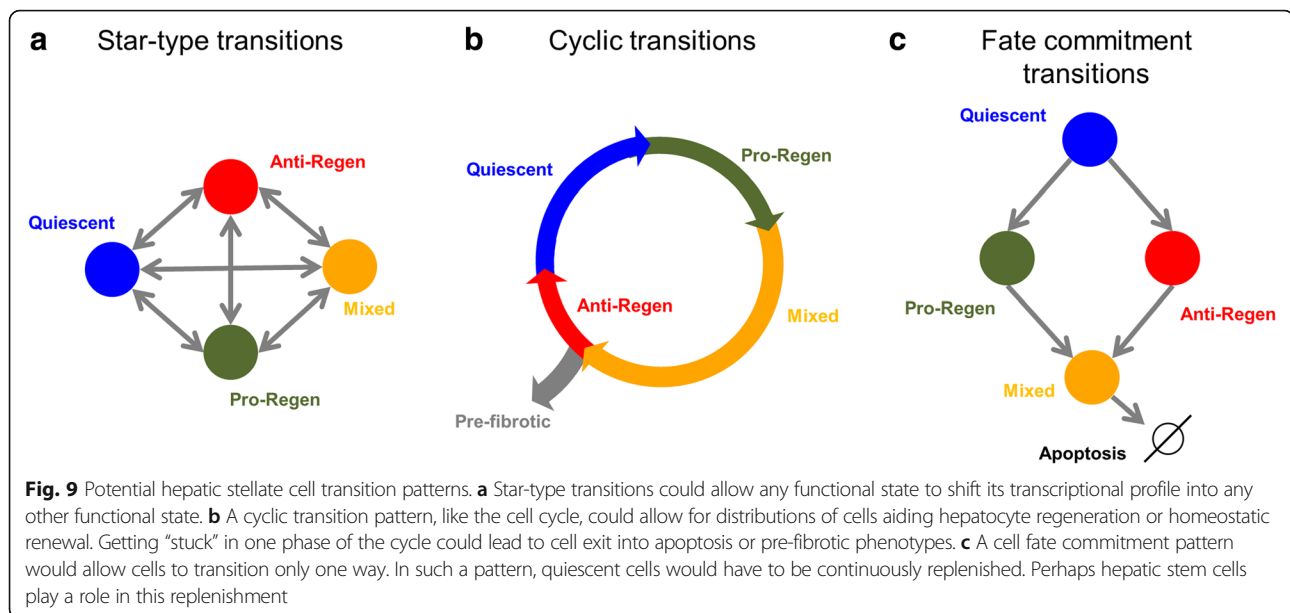 a Star-type transitions
Anti-Regen
Quiescent
Mixed
Pro-Regen
b Cyclic transitions
Quiescent
Pro-Regen
Anti-Regen
Mixed
Pre-fibrotic
c Fate commitment
transitions
Quiescent
Pro-Regen
Anti-Regen
Mixed
Apoptosis
Fig. 9 Potential hepatic stellate cell transition patterns. a Star-type transitions could allow any functional state to shift its transcriptional profile into any
other functional state. b A cyclic transition pattern, like the cell cycle, could allow for distributions of cells aiding hepatocyte regeneration or homeostatic
renewal. Getting “stuck” in one phase of the cycle could lead to cell exit into apoptosis or pre-fibrotic phenotypes. c A cell fate commitment pattern
would allow cells to transition only one way. In such a pattern, quiescent cells would have to be continuously replenished. Perhaps hepatic stem cells
play a role in this replenishment